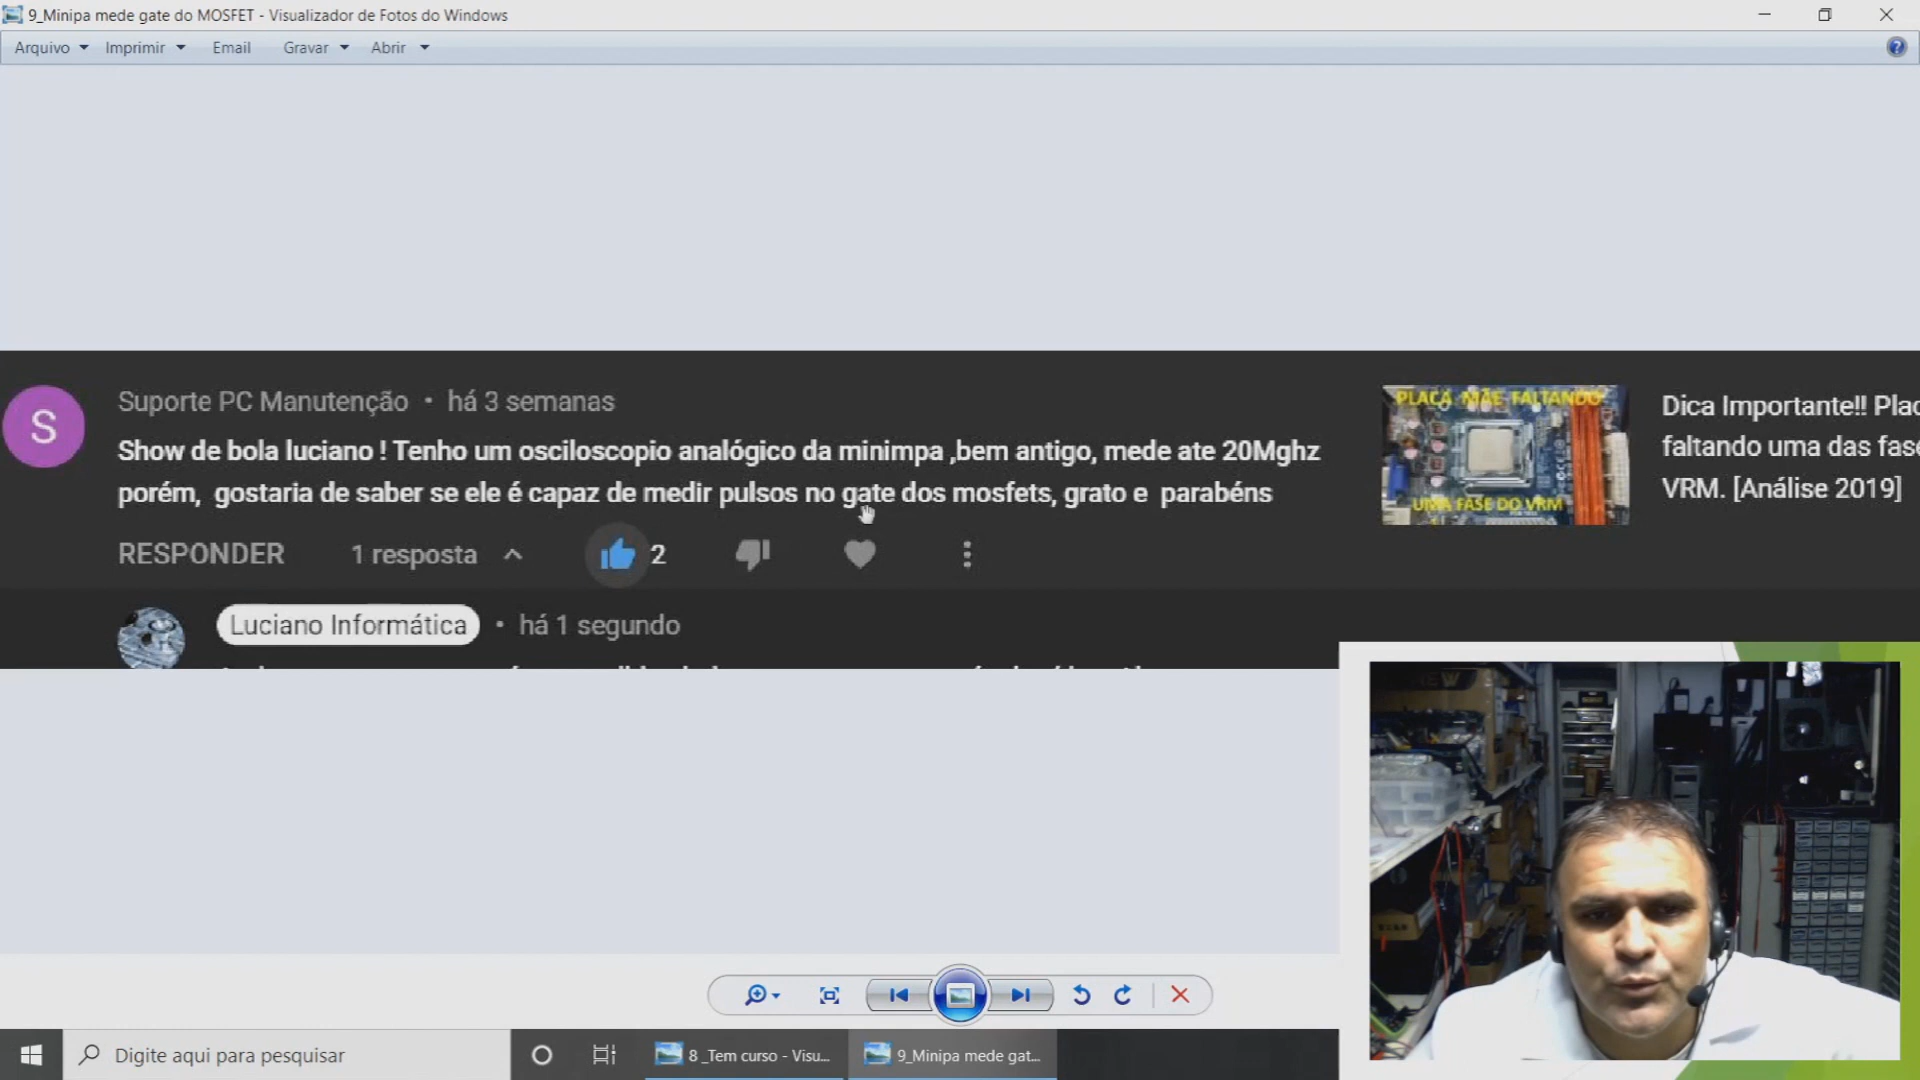 9_Minipa mede gate do MOSFET - Visualizador de Fotos do Windows
Arquivo Imprimir Email Gravar Abrir
Suporte PC Manutenção • há 3 semanas
Show de bola luciano ! Tenho um osciloscopio analógico da minimpa ,bem antigo, mede ate 20Mghz
porém, gostaria de saber se ele é capaz de medir pulsos no gate dos mosfets, grato e parabéns
RESPONDER 1 resposta 2
S
PLACA MÃE FALTANDO
UMA FASE DO VRM
Dica Importante!! Plac
faltando uma das fase
VRM. [Análise 2019]
Luciano Informática • há 1 segundo
Digite aqui para pesquisar
8 _Tem curso - Visu...
9_Minipa mede gat...